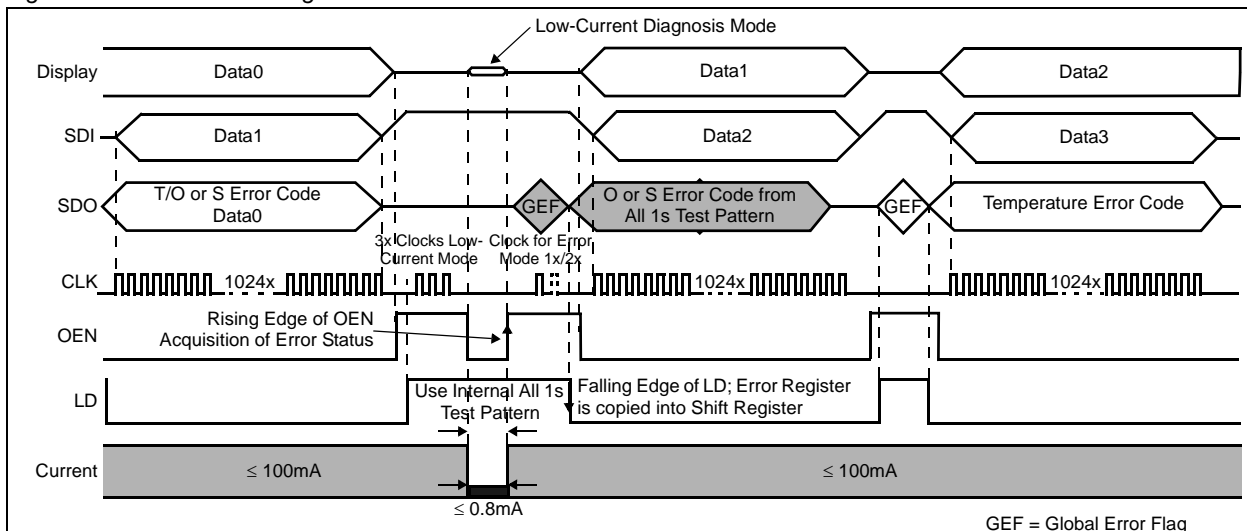 Low-Current Diagnosis Mode
Display
Data0
Data1
Data2
SDI
Data1
Data2
Data3
SDO
T/O or S Error Code
Data0
GEF
O or S Error Code from
All 1s Test Pattern
GEF
Temperature Error Code
3x Clocks Low-
Current Mode
Clock for Error
Mode 1x/2x
CLK
1024x
1024x
1024x
OEN
Rising Edge of OEN
Acquisition of Error Status
LD
Use Internal All 1s
Test Pattern
Falling Edge of LD; Error Register
is copied into Shift Register
Current
≤ 100mA
≤ 100mA
≤ 0.8mA
GEF = Global Error Flag